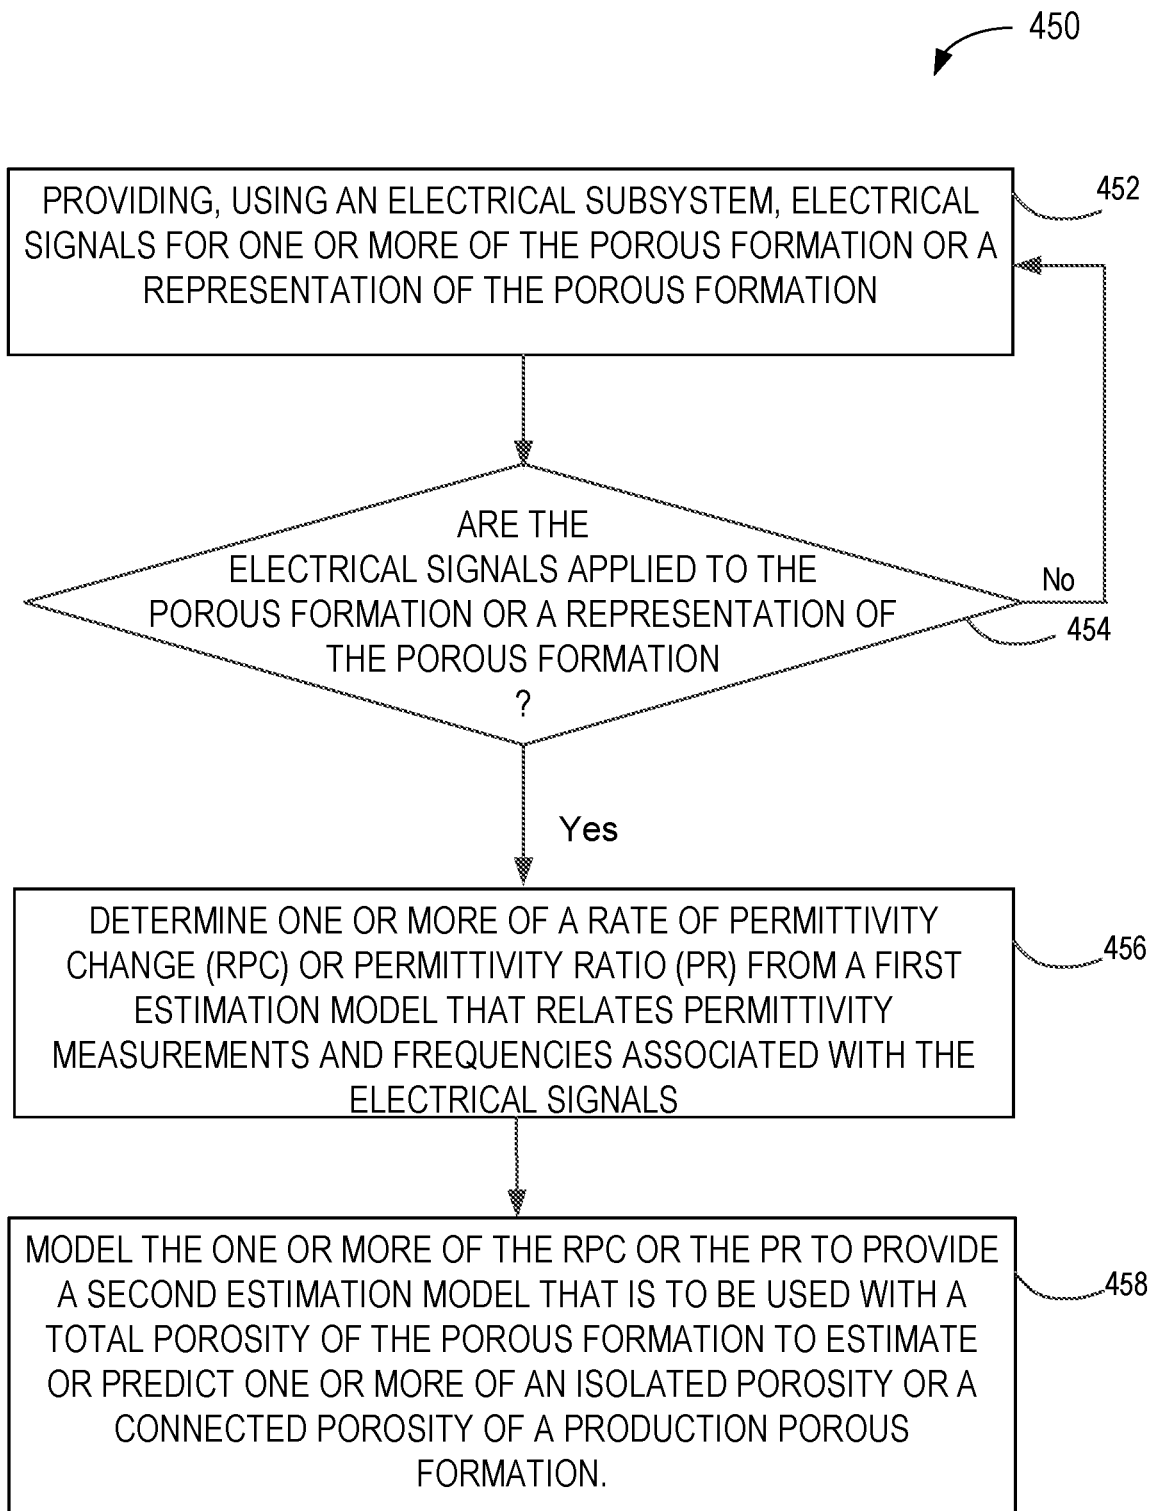 450
PROVIDING, USING AN ELECTRICAL SUBSYSTEM, ELECTRICAL
SIGNALS FOR ONE OR MORE OF THE POROUS FORMATION OR A
REPRESENTATION OF THE POROUS FORMATION
452
ARE THE
ELECTRICAL SIGNALS APPLIED TO THE
POROUS FORMATION OR A REPRESENTATION OF
THE POROUS FORMATION
?
No
454
Yes
DETERMINE ONE OR MORE OF A RATE OF PERMITTIVITY
CHANGE (RPC) OR PERMITTIVITY RATIO (PR) FROM A FIRST
ESTIMATION MODEL THAT RELATES PERMITTIVITY
MEASUREMENTS AND FREQUENCIES ASSOCIATED WITH THE
ELECTRICAL SIGNALS
456
MODEL THE ONE OR MORE OF THE RPC OR THE PR TO PROVIDE
A SECOND ESTIMATION MODEL THAT IS TO BE USED WITH A
TOTAL POROSITY OF THE POROUS FORMATION TO ESTIMATE
OR PREDICT ONE OR MORE OF AN ISOLATED POROSITY OR A
CONNECTED POROSITY OF A PRODUCTION POROUS
FORMATION.
458